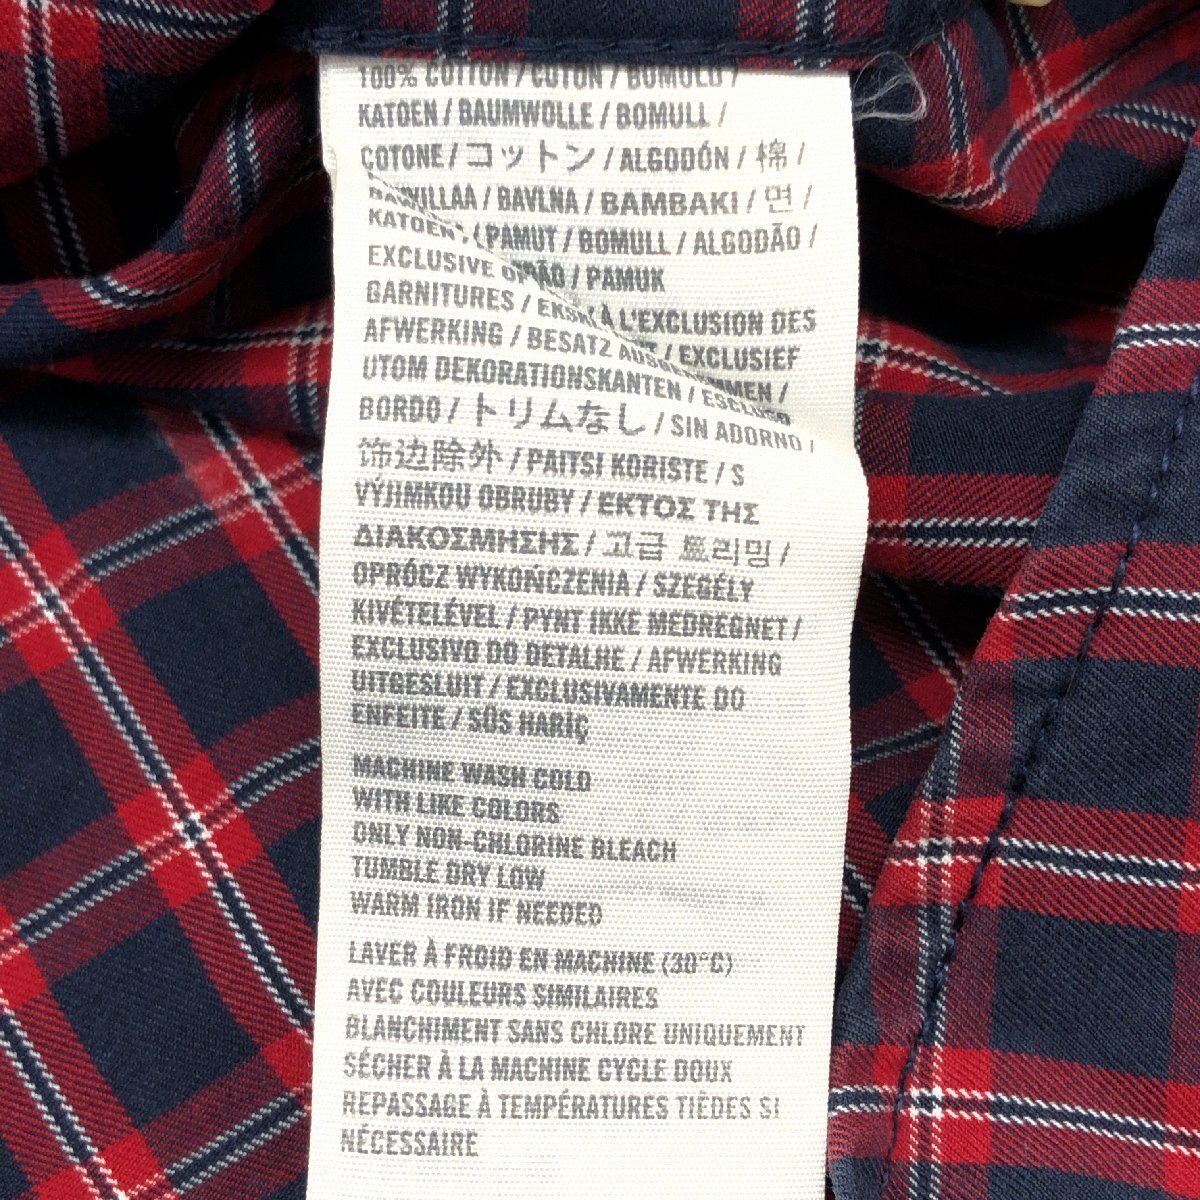 100% COTTON / COTON / BOMULD /
KATOEN / BAUMWOLLE / BOMULL /
COTONE / コットン / ALGODÓN / 棉 /
/ BAVLNA / BAMBAKI / 면 /
KATOEN / PAMUT / BOMULL / ALGODÃO /
EXCLUSIVE / PAMUK
GARNITURES / À L'EXCLUSION DES
AFWERKING / BESATZ / EXCLUSIEF
UTOM DEKORATIONSKANTEN / ESCLUSO
BORDO / トリムなし / SIN ADORNO /
饰边除外 / PAITSI KORISTE / S
VÝJIMKOU OBRUBY / ΕΚΤΟΣ ΤΗΣ
ΔΙΑΚΟΣΜΗΣΗΣ / 고급 트리밍 /
OPRÓCZ WYKOŃCZENIA / SZEGÉLY
KIVÉTELÉVEL / PYNT IKKE MEDREGNET /
EXCLUSIVO DO DETALHE / AFWERKING
UITGESLUIT / EXCLUSIVAMENTE DO
ENFEITE / SÜS HARİÇ
MACHINE WASH COLD
WITH LIKE COLORS
ONLY NON-CHLORINE BLEACH
TUMBLE DRY LOW
WARM IRON IF NEEDED
LAVER À FROID EN MACHINE (30°C)
AVEC COULEURS SIMILAIRES
BLANCHIMENT SANS CHLORE UNIQUEMENT
SÉCHER À LA MACHINE CYCLE DOUX
REPASSAGE À TEMPÉRATURES TIÈDES SI
NÉCESSAIRE